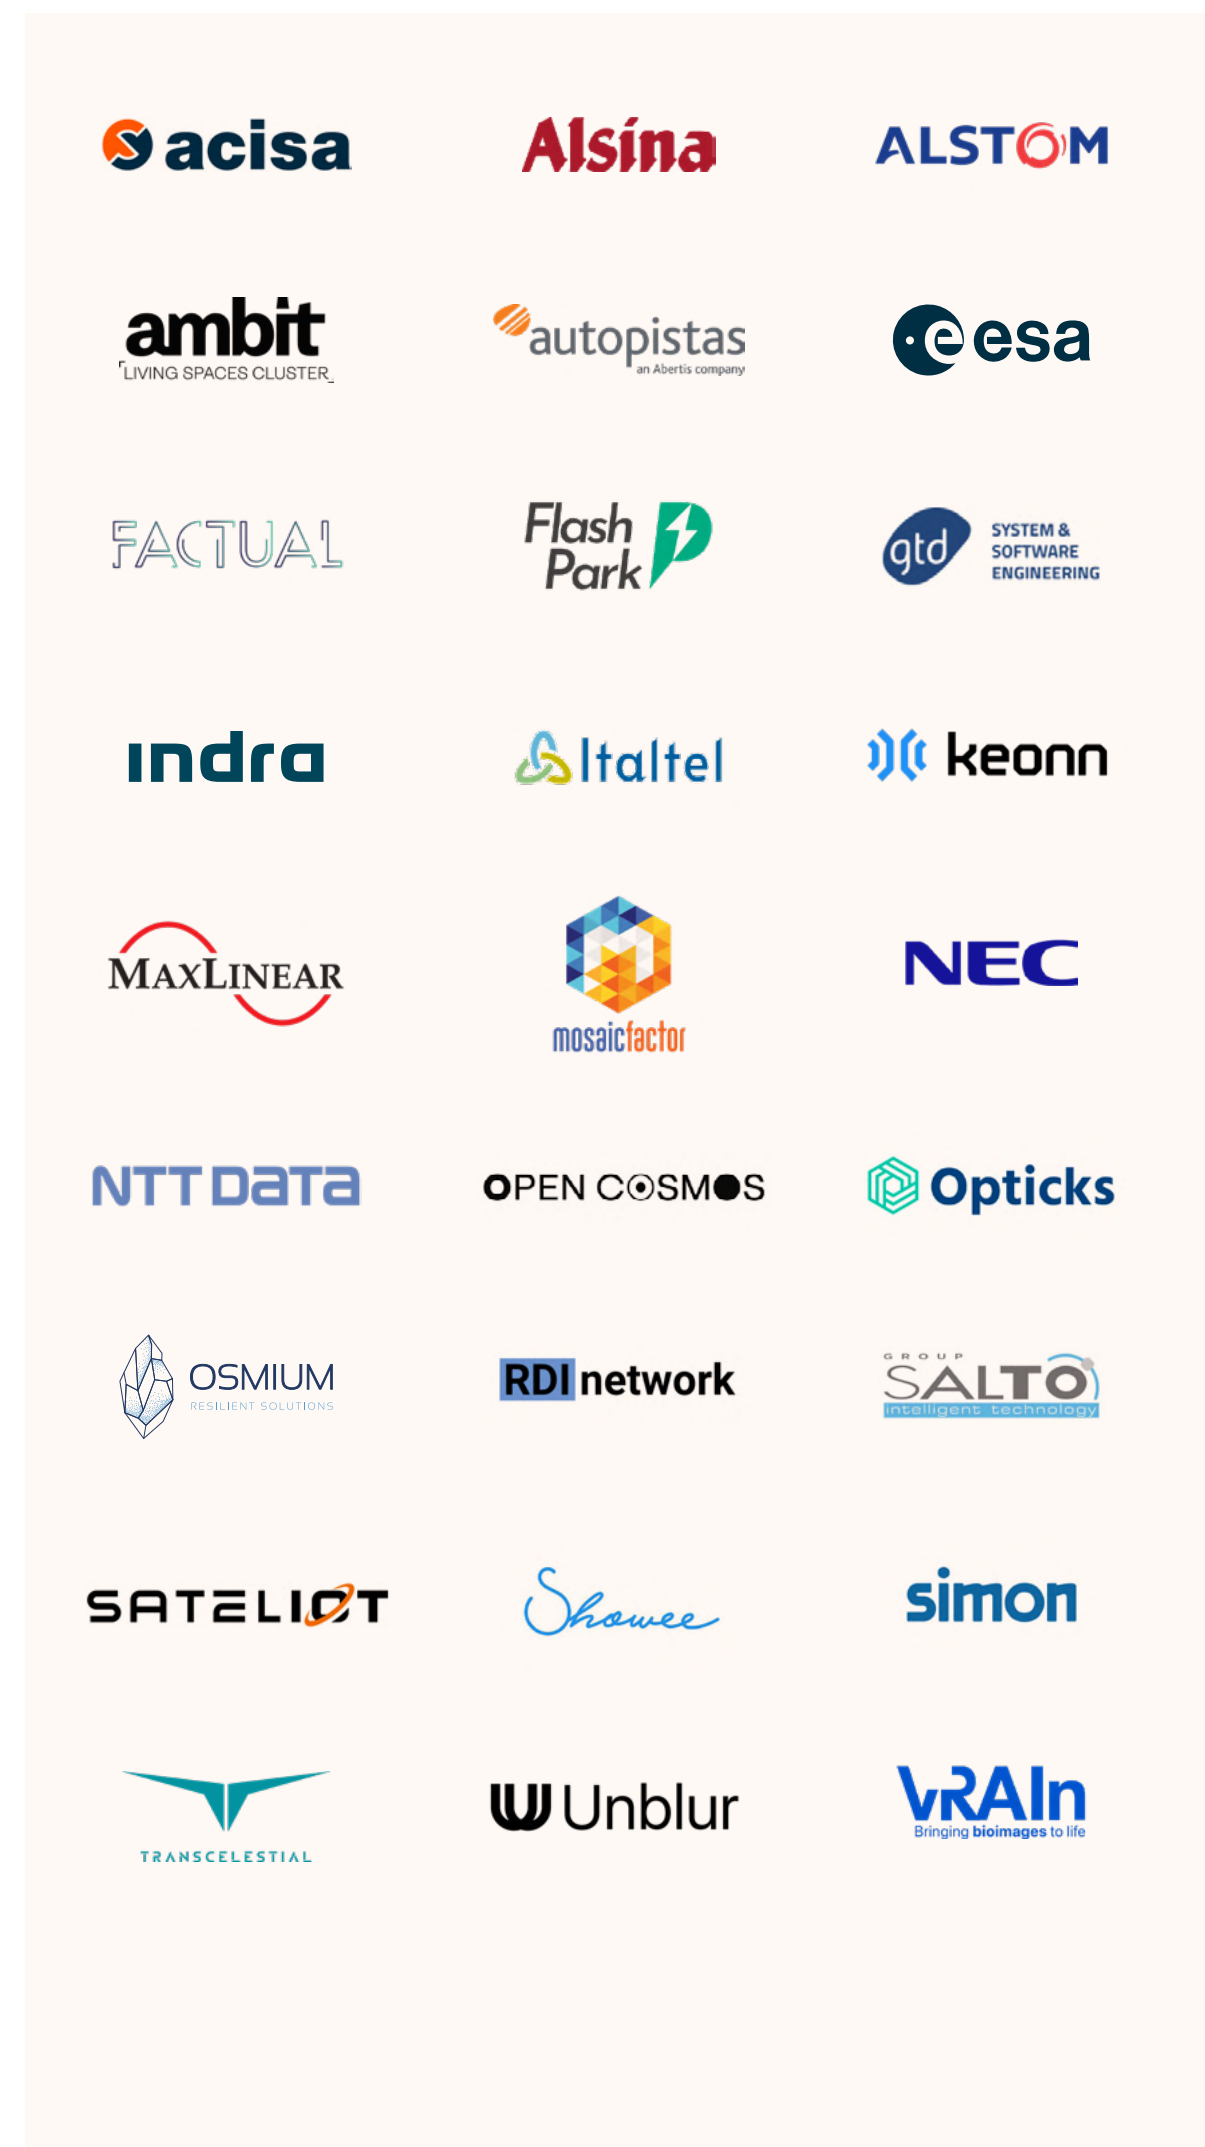 acisa
Alsína
ALSTOM
ambit
LIVING SPACES CLUSTER
autopistas
an Abertis company
esa
FACTUAL
Flash
Park
gtd
SYSTEM &
SOFTWARE
ENGINEERING
indra
Italtel
keonn
MAXLINEAR
mosaicfactor
NEC
NTT DATA
OPEN COSMOS
Opticks
OSMIUM
RESILIENT SOLUTIONS
RDI network
GROUP
SALTO
intelligent technology
SATELIOT
Showee
simon
TRANSCELESTIAL
Unblur
VRAIn
Bringing bioimages to life